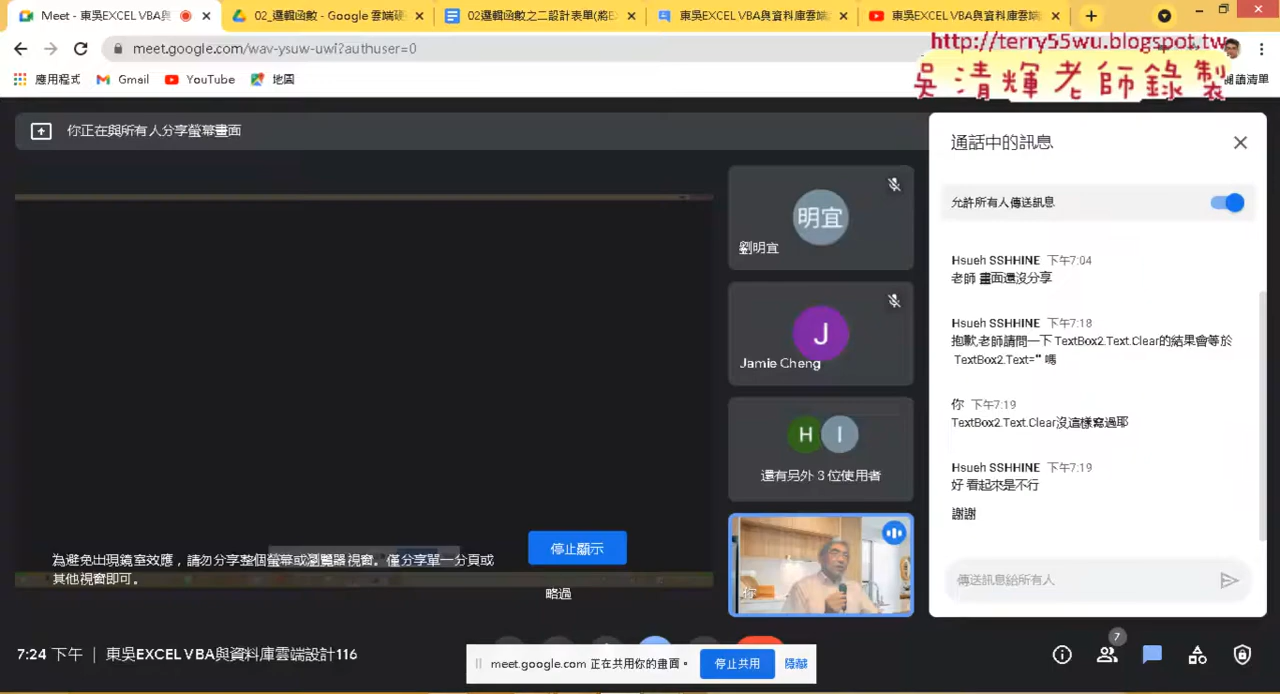 Meet - 東吳EXCEL VBA與
02_邏輯函數 - Google 雲端硬
02邏輯函數之二設計表單(將E
東吳EXCEL VBA與資料庫雲端
東吳EXCEL VBA與資料庫雲端
meet.google.com/wav-ysuw-uwi?authuser=0
http://terry55wu.blogspot.tw
應用程式
Gmail
YouTube
地圖
吳清輝老師錄製
閱讀清單
你正在與所有人分享螢幕畫面
通話中的訊息
允許所有人傳送訊息
明宜
劉明宜
Hsueh SSHHINE 下午7:04
老師 畫面還沒分享
Hsueh SSHHINE 下午7:18
抱歉,老師請問一下 TextBox2.Text.Clear的結果會等於
TextBox2.Text='' 嗎
J
Jamie Cheng
你 下午7:19
TextBox2.Text.Clear沒這樣寫過耶
H I
還有另外 3 位使用者
Hsueh SSHHINE 下午7:19
好 看起來是不行
謝謝
為避免出現鏡室效應，請勿分享整個螢幕或瀏覽器視窗。僅分享單一分頁或
其他視窗即可。
停止顯示
略過
你
傳送訊息給所有人
7:24 下午 | 東吳EXCEL VBA與資料庫雲端設計116
meet.google.com 正在共用你的畫面。
停止共用
隱藏
7